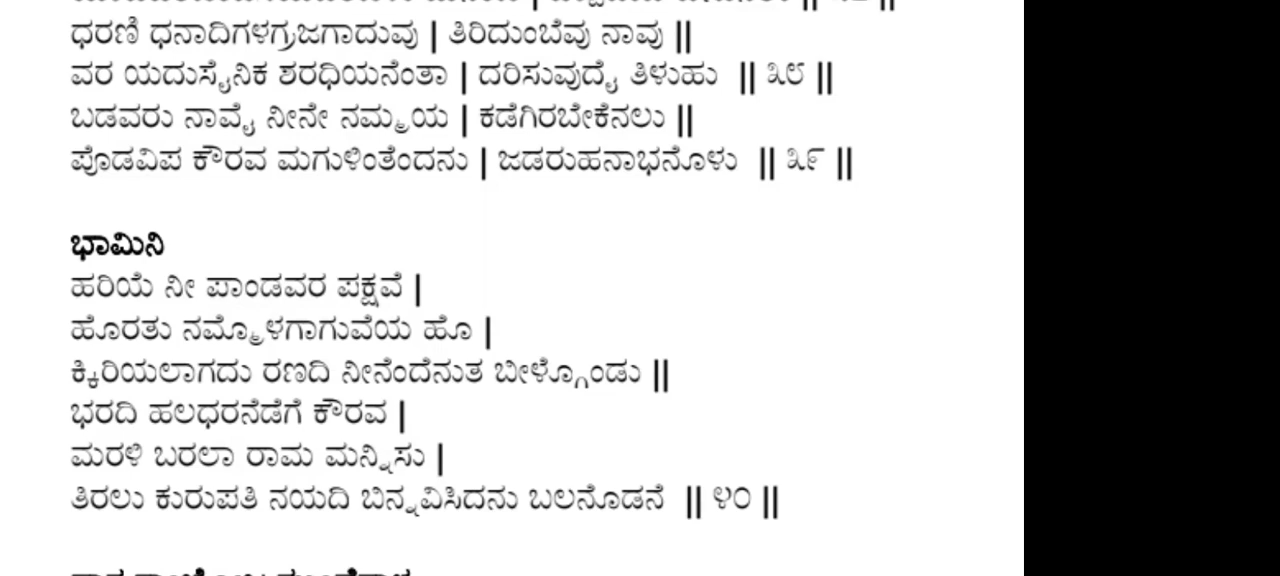 ಧರಣಿ ಧನಾದಿಗಳಗ್ರಜಗಾದುವು | ತಿರಿದುಂಬೆವು ನಾವು ||
ವರ ಯದುಸೈನಿಕ ಶರಧಿಯನೆಂತಾ | ದರಿಸುವುದೈ ತಿಳುಹು || ೩೮ ||
ಬಡವರು ನಾವೈ ನೀನೇ ನಮ್ಮಯ | ಕಡೆಗಿರಬೇಕೆನಲು ||
ಪೊಡವಿಪ ಕೌರವ ಮಗುಳಿಂತೆಂದನು | ಜಡರುಹನಾಭನೊಳು || ೩೯ ||
ಭಾಮಿನಿ
ಹರಿಯೆ ನೀ ಪಾಂಡವರ ಪಕ್ಷವೆ |
ಹೊರತು ನಮ್ಮೊಳಗಾಗುವೆಯ ಹೊ |
ಕ್ಕಿರಿಯಲಾಗದು ರಣದಿ ನೀನೆಂದೆನುತ ಬೀಳ್ಗೊಂಡು ||
ಭರದಿ ಹಲಧರನೆಡೆಗೆ ಕೌರವ |
ಮರಳಿ ಬರಲಾ ರಾಮ ಮನ್ನಿಸು |
ತಿರಲು ಕುರುಪತಿ ನಯದಿ ಬಿನ್ನವಿಸಿದನು ಬಲನೊಡನೆ || ೪೦ ||